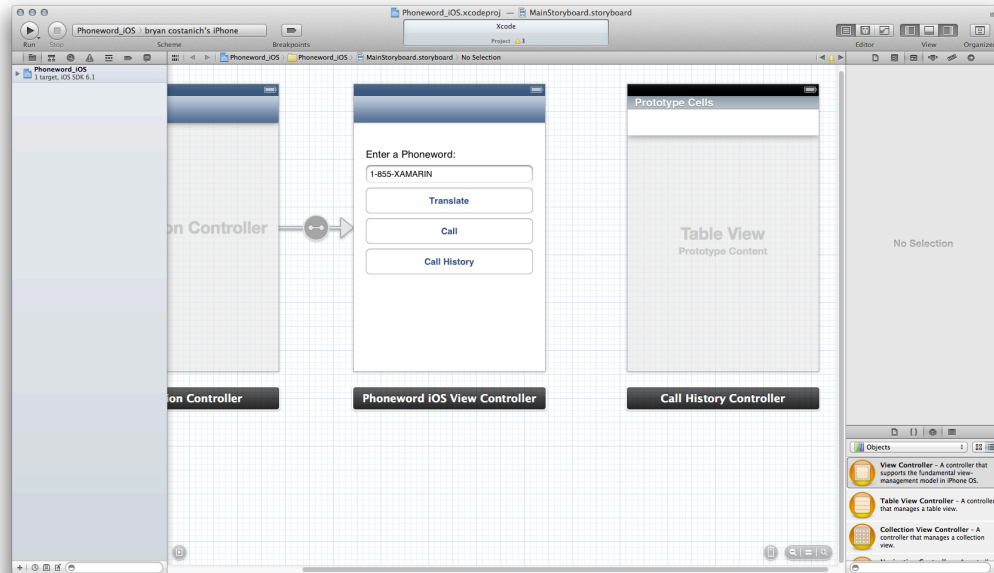 Phoneword_iOS.xcodeproj — MainStoryboard.storyboard
Phoneword_iOS 〉 bryan costanich's iPhone
Xcode
Project 3
Run Stop Scheme Breakpoints Editor View Organizer
Phoneword_iOS 〉 Phoneword_iOS 〉 MainStoryboard.storyboard 〉 No Selection
Phoneword_iOS
1 target, iOS SDK 6.1
Prototype Cells
Enter a Phoneword:
1-855-XAMARIN
Translate
on Controller
Call
Table View
Prototype Content
No Selection
Call History
ion Controller
Phoneword iOS View Controller
Call History Controller
Objects
View Controller – A controller that
supports the fundamental view-
management model in iPhone OS.
Table View Controller – A controller
that manages a table view.
Collection View Controller – A
controller that manages a collection
view.